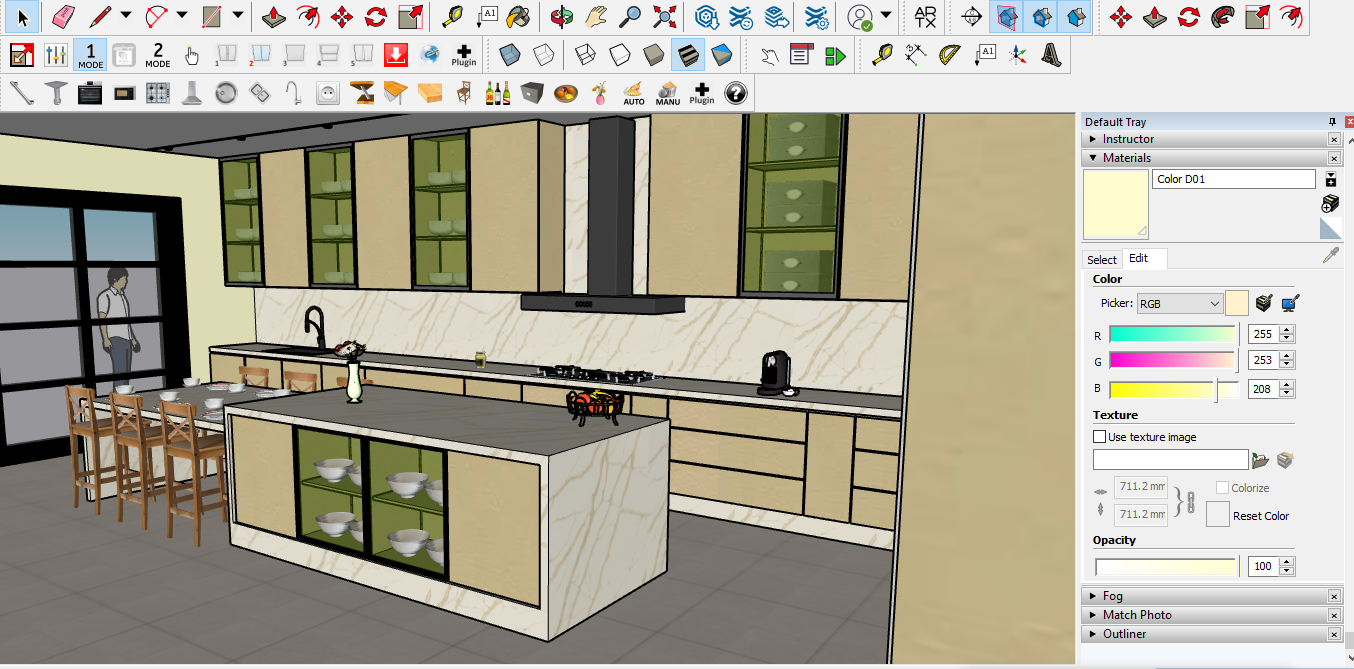 A1
AR
XR
1
MODE
2
MODE
1
2
3
4
5
Plugin
A1
AUTO
MANU
Plugin
?
Default Tray
Instructor
Materials
Color D01
Select
Edit
Color
Picker:
RGB
R
255
G
253
B
208
Texture
Use texture image
711.2 mm
Colorize
711.2 mm
Reset Color
Opacity
100
Fog
Match Photo
Outliner